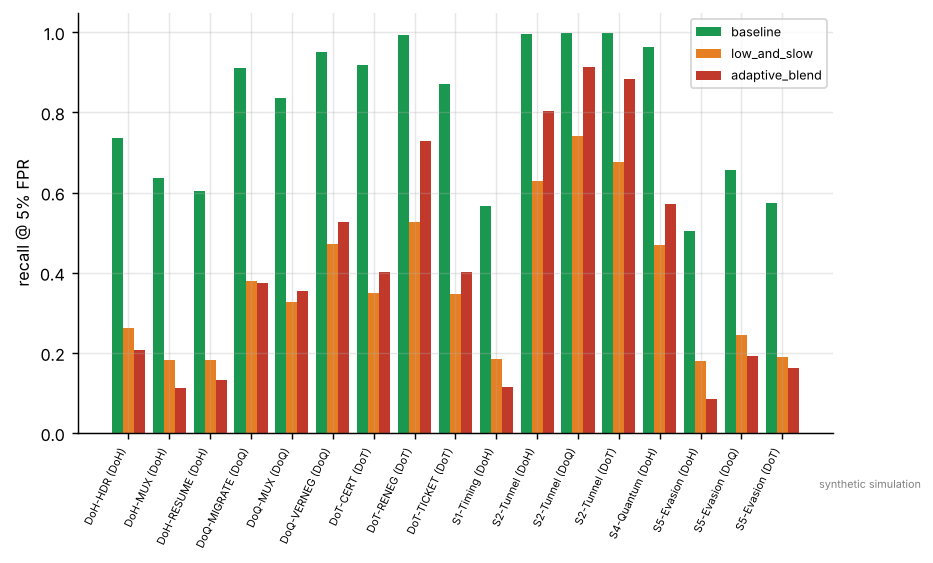 recall @ 5% FPR
1.0
0.8
0.6
0.4
0.2
0.0
baseline
low_and_slow
adaptive_blend
DoH-HDR (DoH)
DoH-MUX (DoH)
DoH-RESUME (DoH)
DoQ-MIGRATE (DoQ)
DoQ-MUX (DoQ)
DoQ-VERNEG (DoQ)
DoT-CERT (DoT)
DoT-RENEG (DoT)
DoT-TICKET (DoT)
S1-Timing (DoH)
S2-Tunnel (DoH)
S2-Tunnel (DoQ)
S2-Tunnel (DoT)
S4-Quantum (DoH)
S5-Evasion (DoH)
S5-Evasion (DoQ)
S5-Evasion (DoT)
synthetic simulation